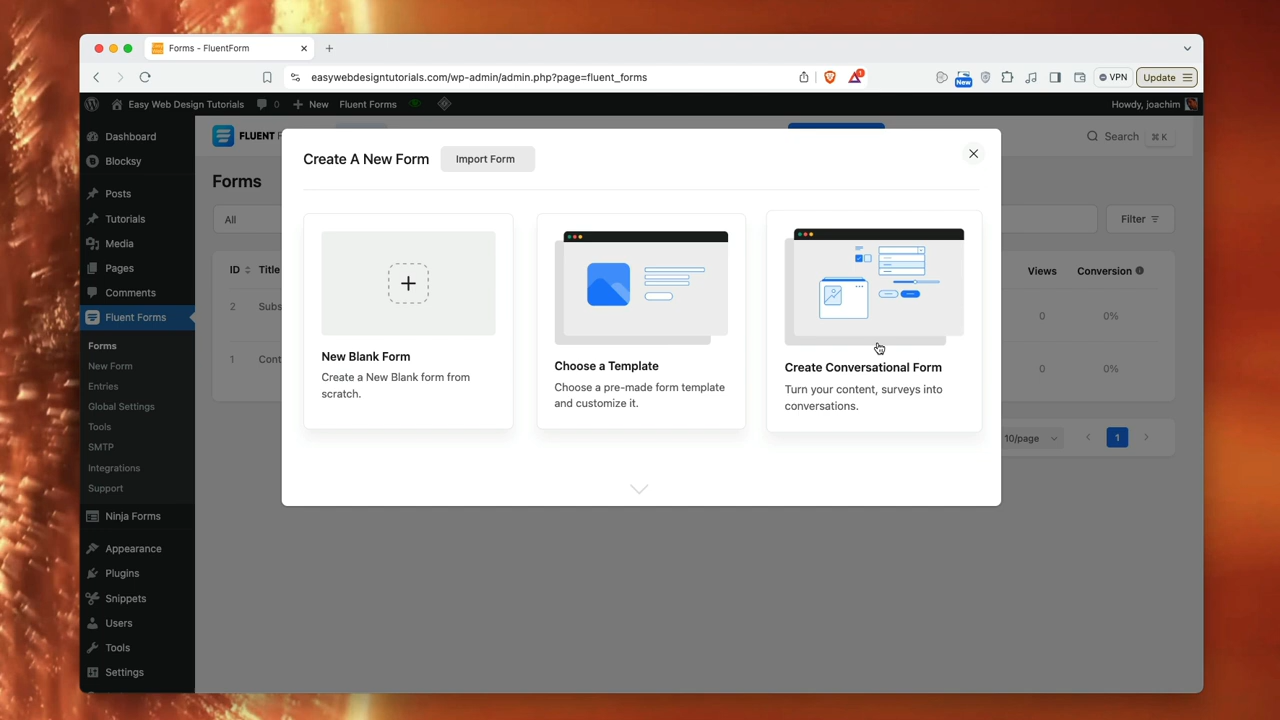 Forms - FluentForm
easywebdesigntutorials.com/wp-admin/admin.php?page=fluent_forms
1
New
VPN
Update
Easy Web Design Tutorials
0
New
Fluent Forms
Howdy, joachim
Dashboard
Blocksy
Posts
Tutorials
Media
Pages
Comments
Fluent Forms
Forms
New Form
Entries
Global Settings
Tools
SMTP
Integrations
Support
Ninja Forms
Appearance
Plugins
Snippets
Users
Tools
Settings
FLUENT F
Search
⌘ K
Forms
All
Filter
ID
Title
Views
Conversion
2
Subs
0
0%
1
Cont
0
0%
10/page
1
Create A New Form
Import Form
New Blank Form
Create a New Blank form from
scratch.
Choose a Template
Choose a pre-made form template
and customize it.
Create Conversational Form
Turn your content, surveys into
conversations.